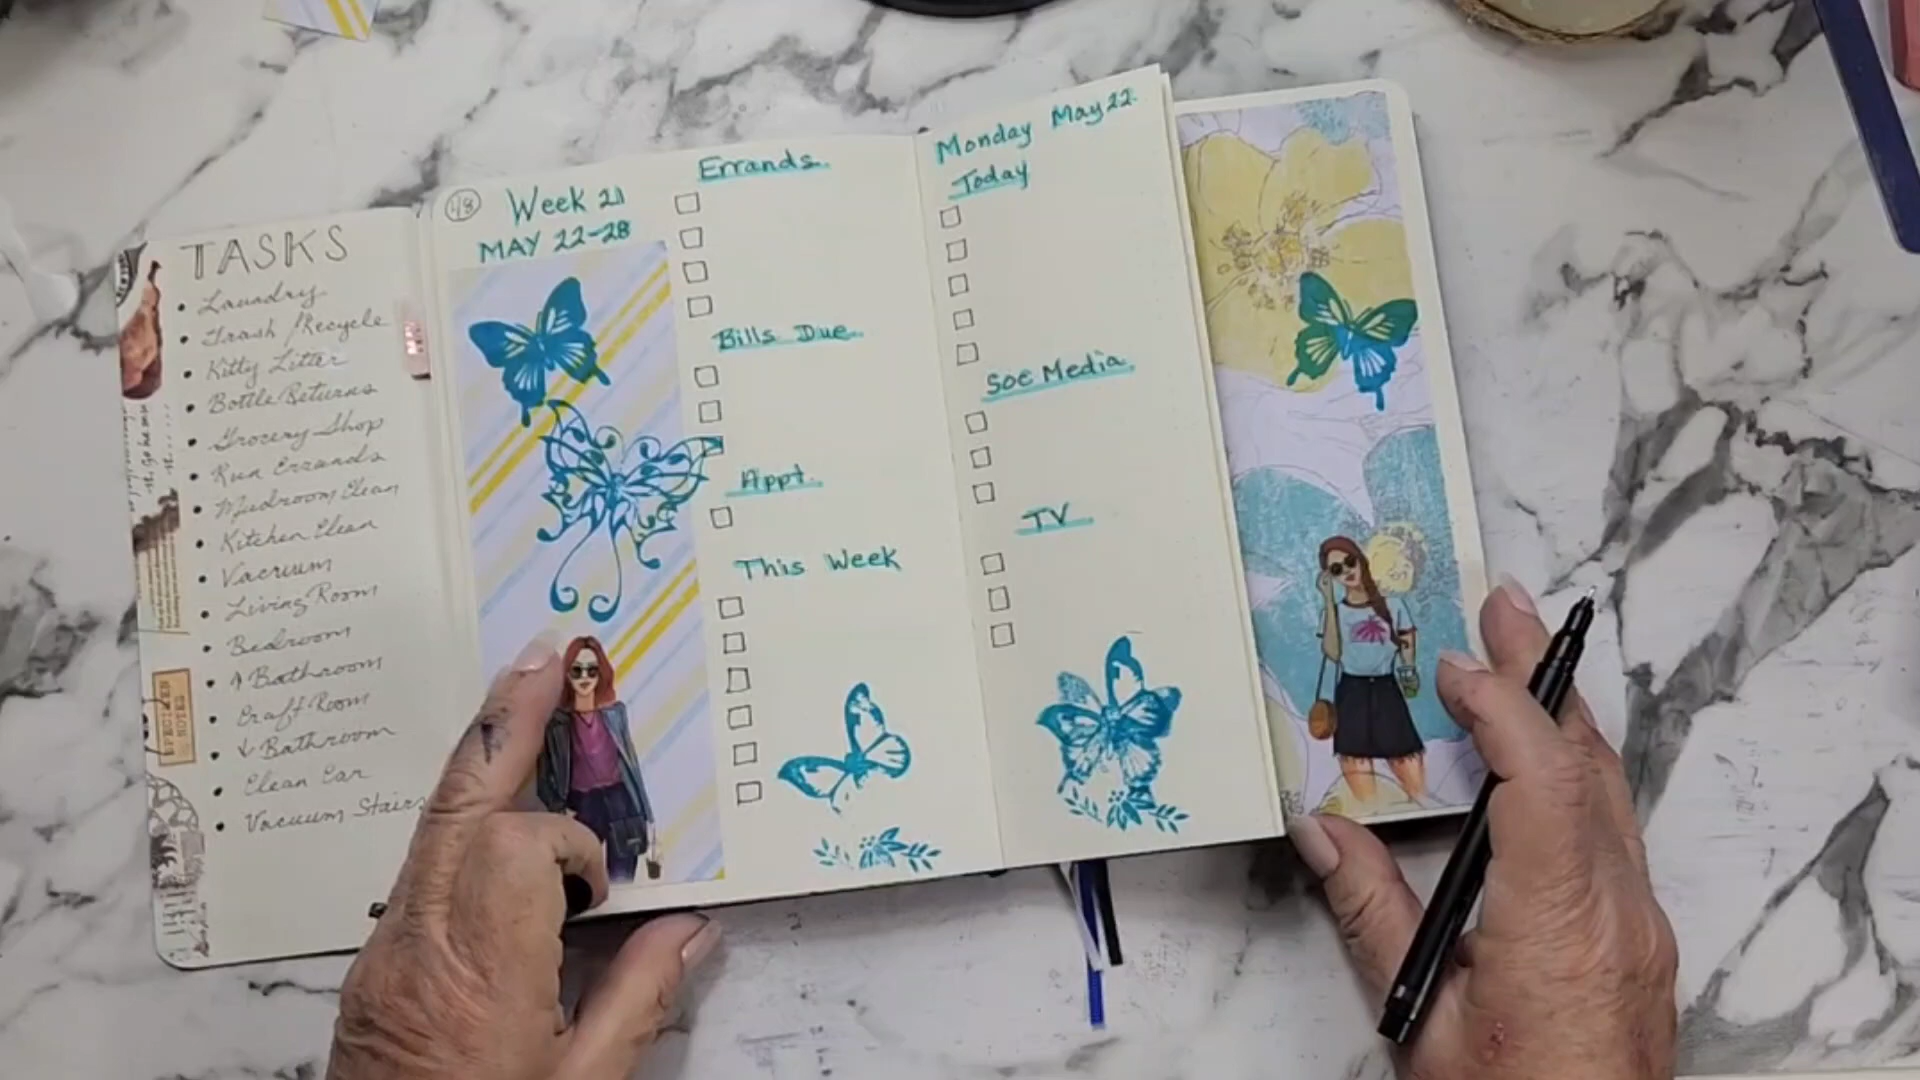 TASKS
Laundry
Trash / Recycle
Kitty Litter
Bottle Returns
Grocery Shop
Run Errands
Mudroom Clean
Kitchen Clean
Vacuum
Living Room
Bedroom
↑ Bathroom
Craft Room
↓ Bathroom
Clean Car
Vacuum Stairs
48
Week 21
MAY 22-28
Errands
Bills Due
Appt.
This Week
Monday May 22
Today
Soc Media
TV